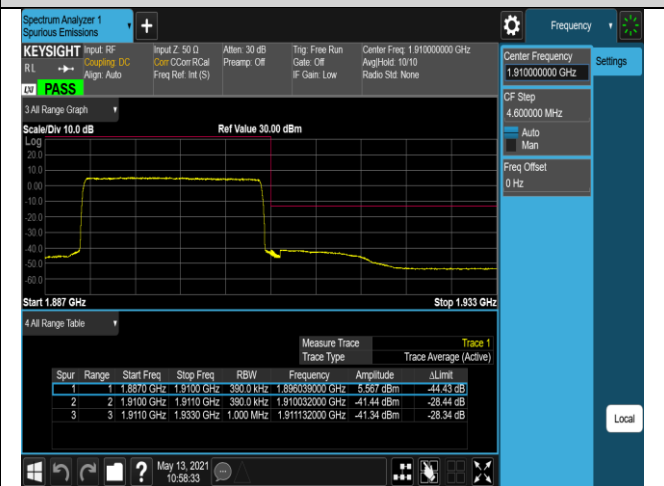 Spectrum Analyzer 1
Spurious Emissions
+
Frequency
KEYSIGHT Input: RF Input Z: 50 Ω Atten: 30 dB Trig: Free Run Center Freq: 1.910000000 GHz
RL Coupling: DC Corr CCorr RCal Preamp: Off Gate: Off Avg|Hold: 10/10
Align: Auto Freq Ref: Int (S) IF Gain: Low Radio Std: None
LXI PASS
3 All Range Graph
Scale/Div 10.0 dB Ref Value 30.00 dBm
Log
20.0
10.0
0.00
-10.0
-20.0
-30.0
-40.0
-50.0
-60.0
Start 1.887 GHz Stop 1.933 GHz
4 All Range Table
Measure Trace Trace 1
Trace Type Trace Average (Active)
Spur Range Start Freq Stop Freq RBW Frequency Amplitude ΔLimit
1 1 1.8870 GHz 1.9100 GHz 390.0 kHz 1.896039000 GHz 5.567 dBm -44.43 dB
2 2 1.9100 GHz 1.9110 GHz 390.0 kHz 1.910032000 GHz -41.44 dBm -28.44 dB
3 3 1.9110 GHz 1.9330 GHz 1.000 MHz 1.911132000 GHz -41.34 dBm -28.34 dB
Center Frequency
1.910000000 GHz
Settings
CF Step
4.600000 MHz
Auto
Man
Freq Offset
0 Hz
Local
?
May 13, 2021
10:58:33